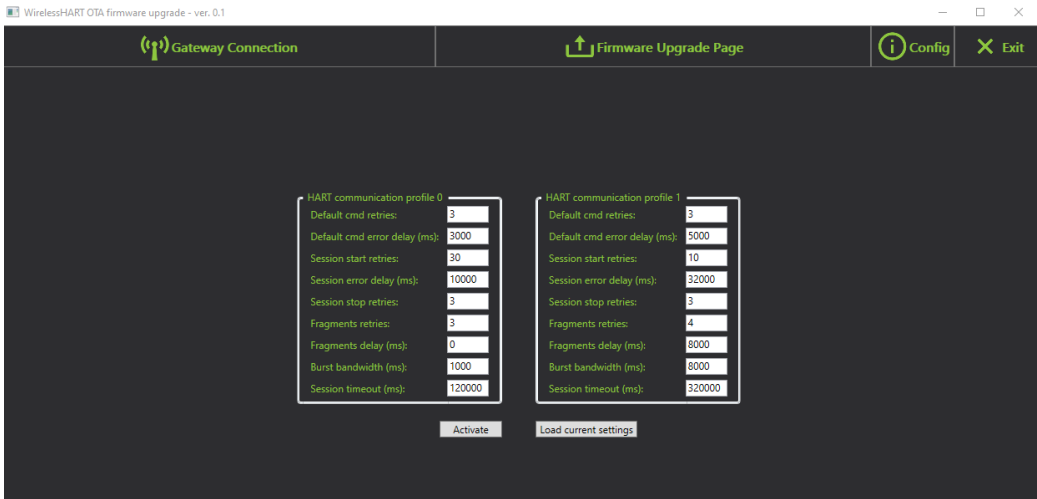 WirelessHART OTA firmware upgrade - ver. 0.1
Gateway Connection
Firmware Upgrade Page
Config
Exit
HART communication profile 0
Default cmd retries: 3
Default cmd error delay (ms): 3000
Session start retries: 30
Session error delay (ms): 10000
Session stop retries: 3
Fragments retries: 3
Fragments delay (ms): 0
Burst bandwidth (ms): 1000
Session timeout (ms): 120000
HART communication profile 1
Default cmd retries: 3
Default cmd error delay (ms): 5000
Session start retries: 10
Session error delay (ms): 32000
Session stop retries: 3
Fragments retries: 4
Fragments delay (ms): 8000
Burst bandwidth (ms): 8000
Session timeout (ms): 320000
Activate
Load current settings